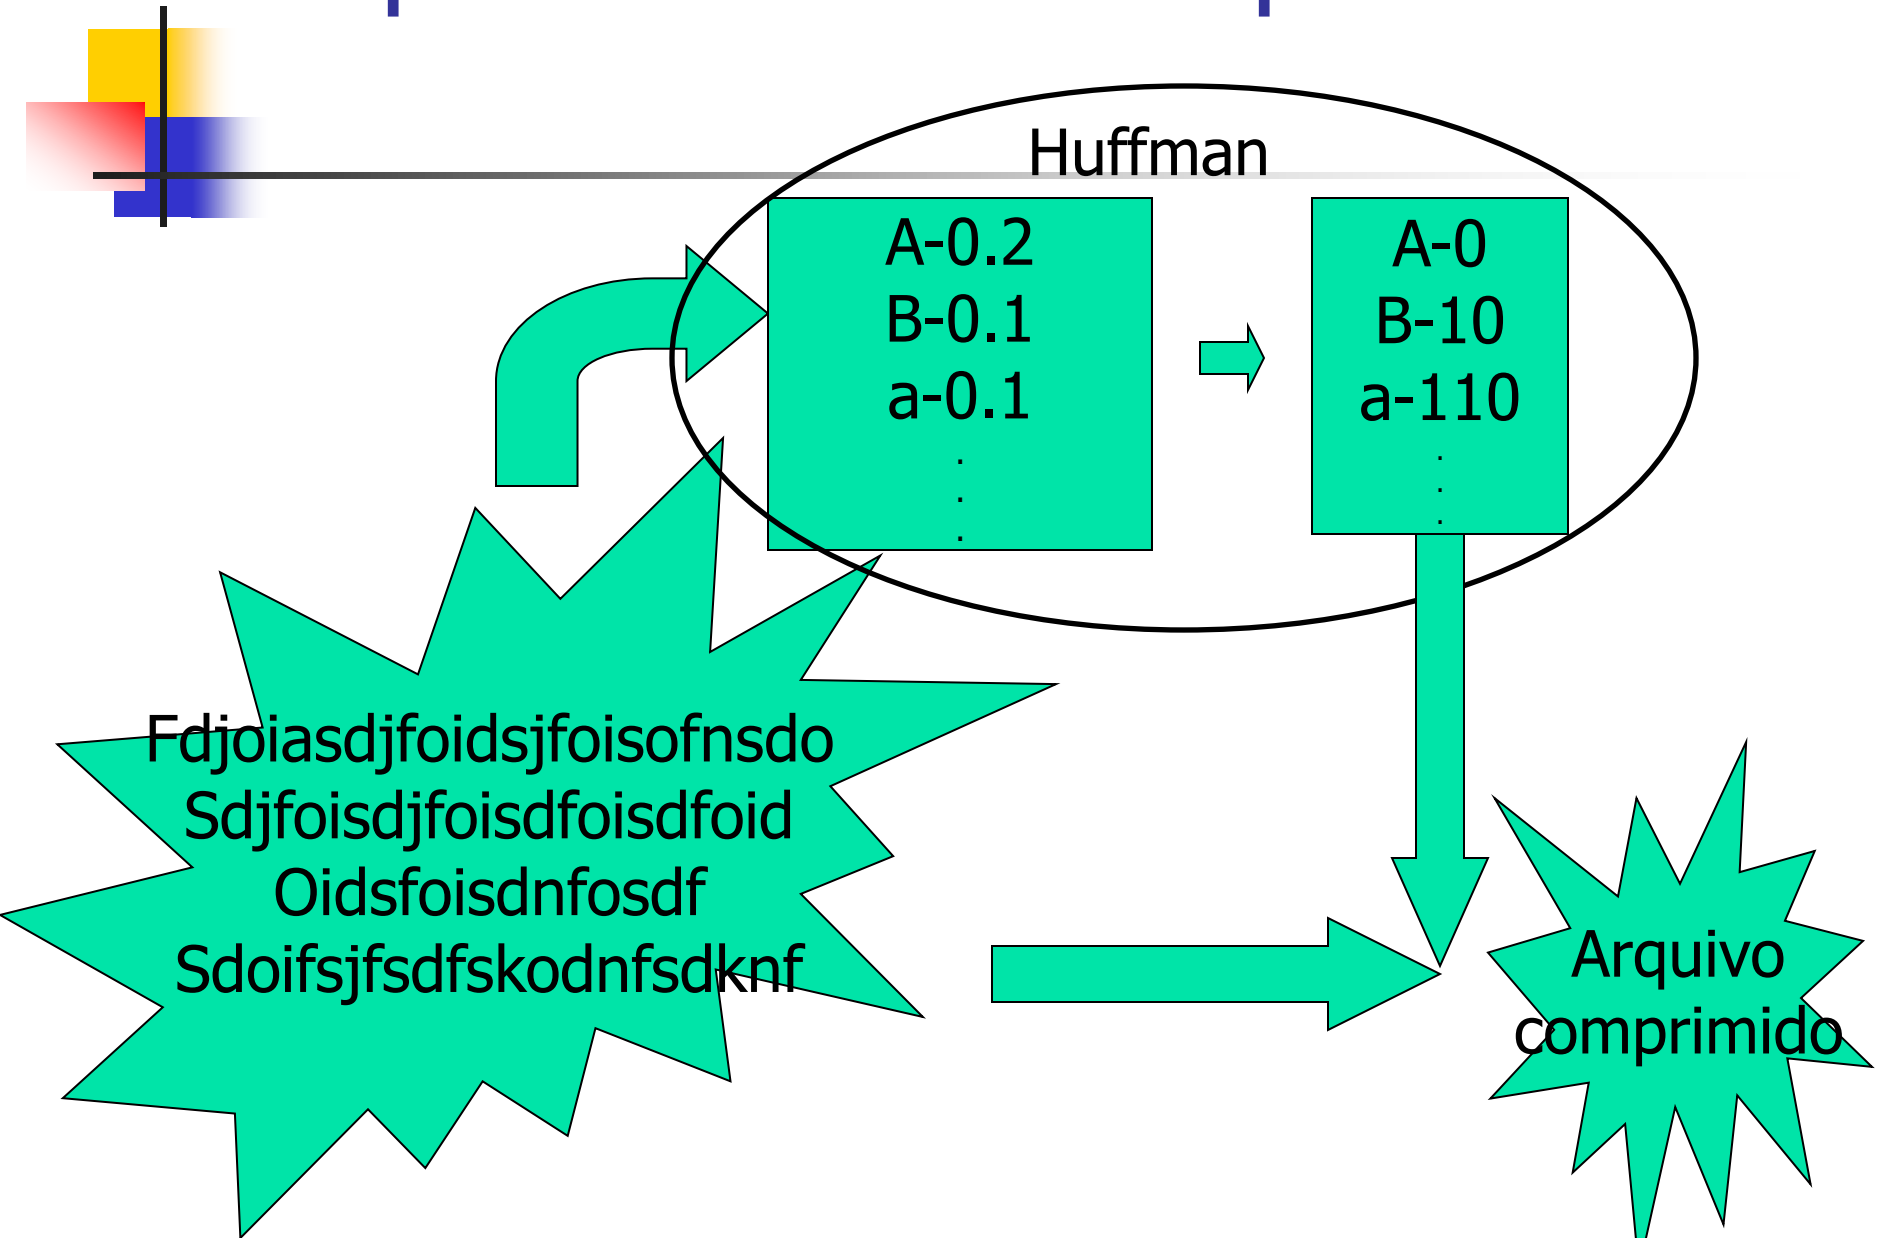 Huffman
A-0.2
B-0.1
a-0.1
.
.
.
A-0
B-10
a-110
.
.
.
Fdjoiasdjfoidsjfoisofnsdo
Sdjfoisdjfoisdfoisdfoid
Oidsfoisdnfosdf
Sdoifsjfsdfskodnfsdknf
Arquivo
comprimido